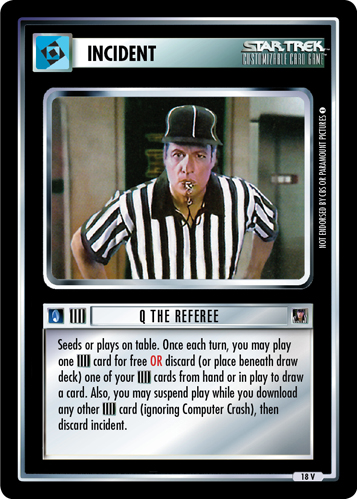 INCIDENT
STAR TREK
CUSTOMIZABLE CARD GAME
NOT ENDORSED BY CBS OR PARAMOUNT PICTURES
Q THE REFEREE
Seeds or plays on table. Once each turn, you may play
one card for free OR discard (or place beneath draw
deck) one of your cards from hand or in play to draw
a card. Also, you may suspend play while you download
any other card (ignoring Computer Crash), then
discard incident.
18 V